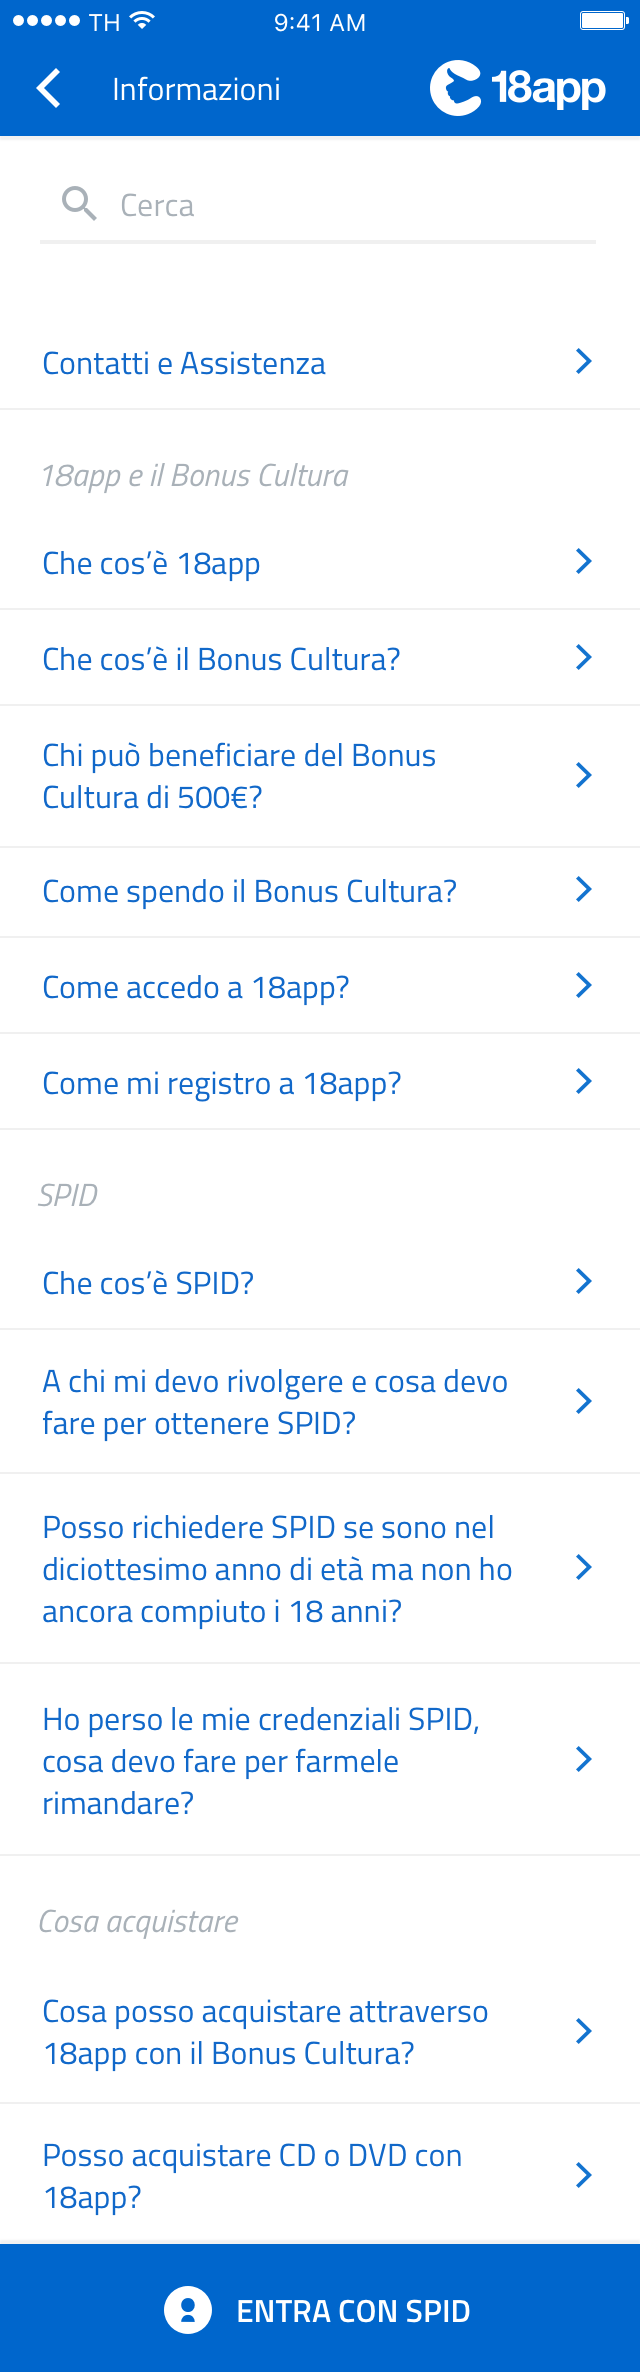 TH 9:41 AM
Informazioni 18app
Cerca
Contatti e Assistenza
18app e il Bonus Cultura
Che cos’è 18app
Che cos’è il Bonus Cultura?
Chi può beneficiare del Bonus
Cultura di 500€?
Come spendo il Bonus Cultura?
Come accedo a 18app?
Come mi registro a 18app?
SPID
Che cos’è SPID?
A chi mi devo rivolgere e cosa devo
fare per ottenere SPID?
Posso richiedere SPID se sono nel
diciottesimo anno di età ma non ho
ancora compiuto i 18 anni?
Ho perso le mie credenziali SPID,
cosa devo fare per farmele
rimandare?
Cosa acquistare
Cosa posso acquistare attraverso
18app con il Bonus Cultura?
Posso acquistare CD o DVD con
18app?
ENTRA CON SPID